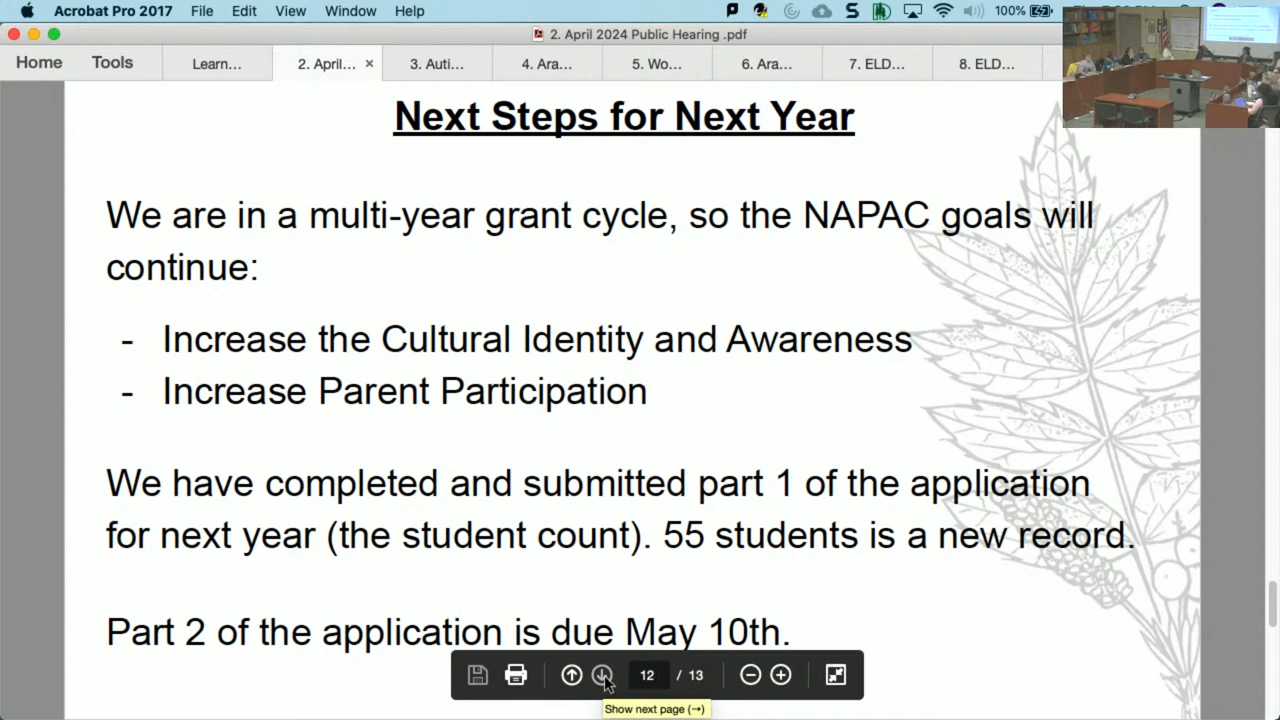 Acrobat Pro 2017 File Edit View Window Help 100%
2. April 2024 Public Hearing .pdf
Home Tools Learn... 2. April... × 3. Auti... 4. Ara... 5. Wo... 6. Ara... 7. ELD... 8. ELD...
Next Steps for Next Year
We are in a multi-year grant cycle, so the NAPAC goals will
continue:
- Increase the Cultural Identity and Awareness
- Increase Parent Participation
We have completed and submitted part 1 of the application
for next year (the student count). 55 students is a new record.
Part 2 of the application is due May 10th.
12 / 13
Show next page (→)